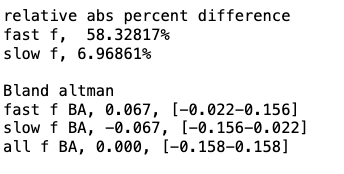 relative abs percent difference
fast f,  58.32817%
slow f, 6.96861%

Bland altman
fast f BA, 0.067, [-0.022-0.156]
slow f BA, -0.067, [-0.156-0.022]
all f BA, 0.000, [-0.158-0.158]